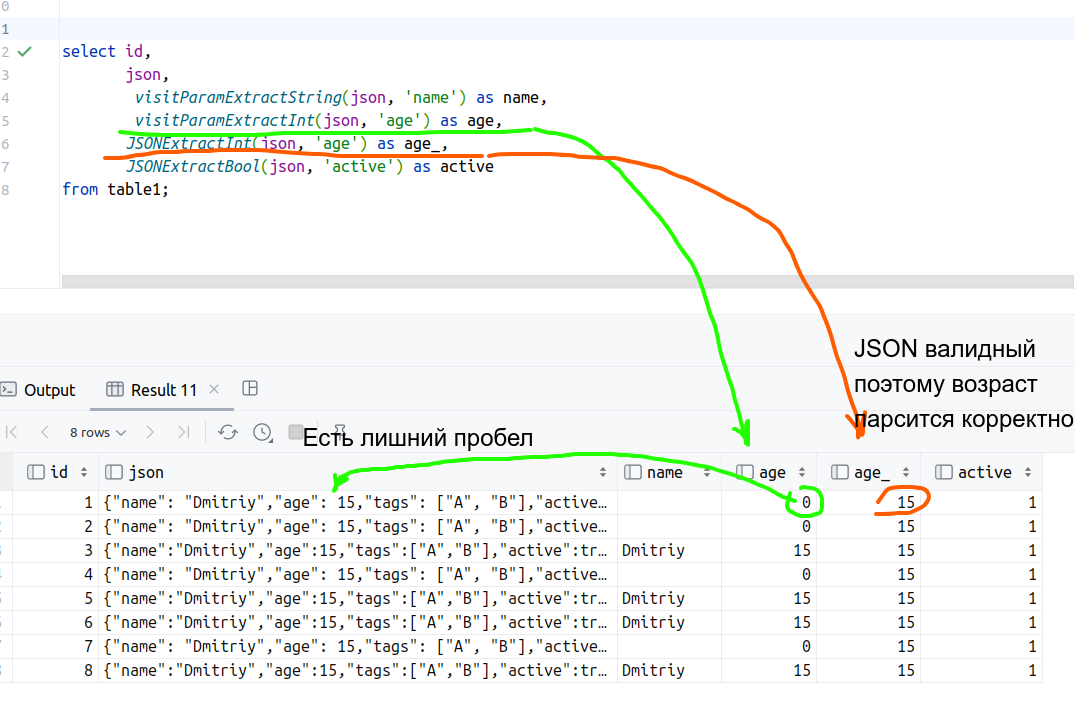 0
1
2 select id,
3 json,
4 visitParamExtractString(json, 'name') as name,
5 visitParamExtractInt(json, 'age') as age,
6 JSONExtractInt(json, 'age') as age_,
7 JSONExtractBool(json, 'active') as active
8 from table1;
JSON валидный
поэтому возраст
парсится корректно
Output Result 11
8 rows
Есть лишний пробел
id json name age age_ active
1 {"name": "Dmitriy","age": 15,"tags": ["A", "B"],"active… 0 15 1
2 {"name": "Dmitriy","age": 15,"tags": ["A", "B"],"active… 0 15 1
3 {"name":"Dmitriy","age":15,"tags":["A","B"],"active":tr… Dmitriy 15 15 1
4 {"name": "Dmitriy","age": 15,"tags": ["A", "B"],"active… 0 15 1
5 {"name":"Dmitriy","age":15,"tags":["A","B"],"active":tr… Dmitriy 15 15 1
6 {"name":"Dmitriy","age":15,"tags":["A","B"],"active":tr… Dmitriy 15 15 1
7 {"name": "Dmitriy","age": 15,"tags": ["A", "B"],"active… 0 15 1
8 {"name":"Dmitriy","age":15,"tags":["A","B"],"active":tr… Dmitriy 15 15 1